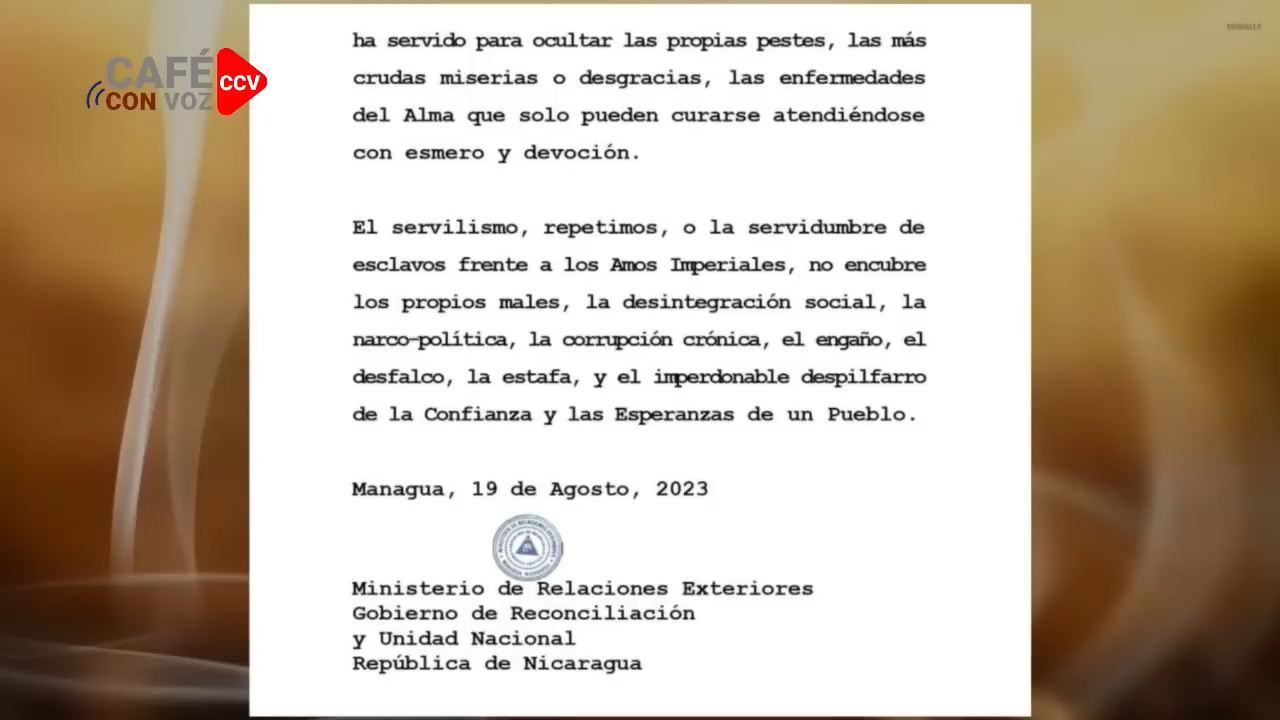 CAFÉ
CON VOZ
CCV
ha servido para ocultar las propias pestes, las más
crudas miserias o desgracias, las enfermedades
del Alma que solo pueden curarse atendiéndose
con esmero y devoción.
El servilismo, repetimos, o la servidumbre de
esclavos frente a los Amos Imperiales, no encubre
los propios males, la desintegración social, la
narco-política, la corrupción crónica, el engaño, el
desfalco, la estafa, y el imperdonable despilfarro
de la Confianza y las Esperanzas de un Pueblo.
Managua, 19 de Agosto, 2023
Ministerio de Relaciones Exteriores
Gobierno de Reconciliación
y Unidad Nacional
República de Nicaragua